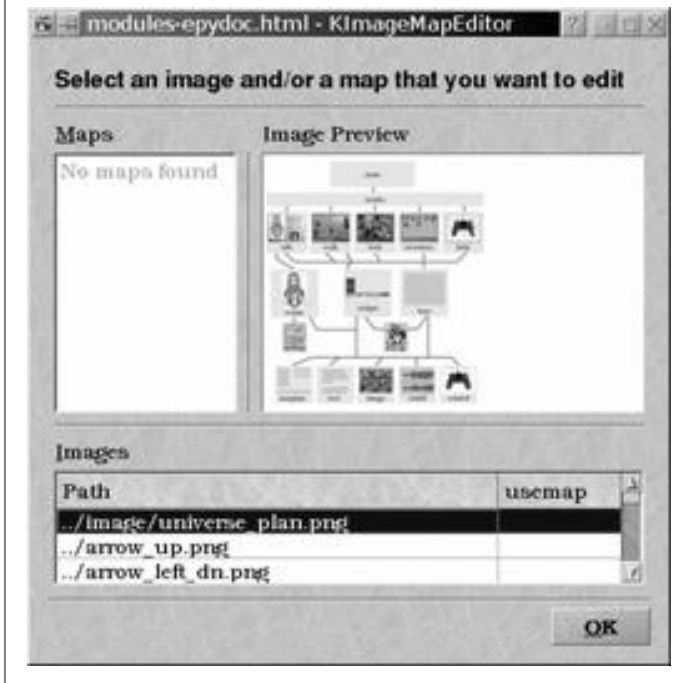 modules-epydoc.html - KImageMapEditor
Select an image and/or a map that you want to edit
Maps
Image Preview
No maps found
Images
Path usemap
../image/universe_plan.png
../arrow_up.png
../arrow_left_dn.png
OK